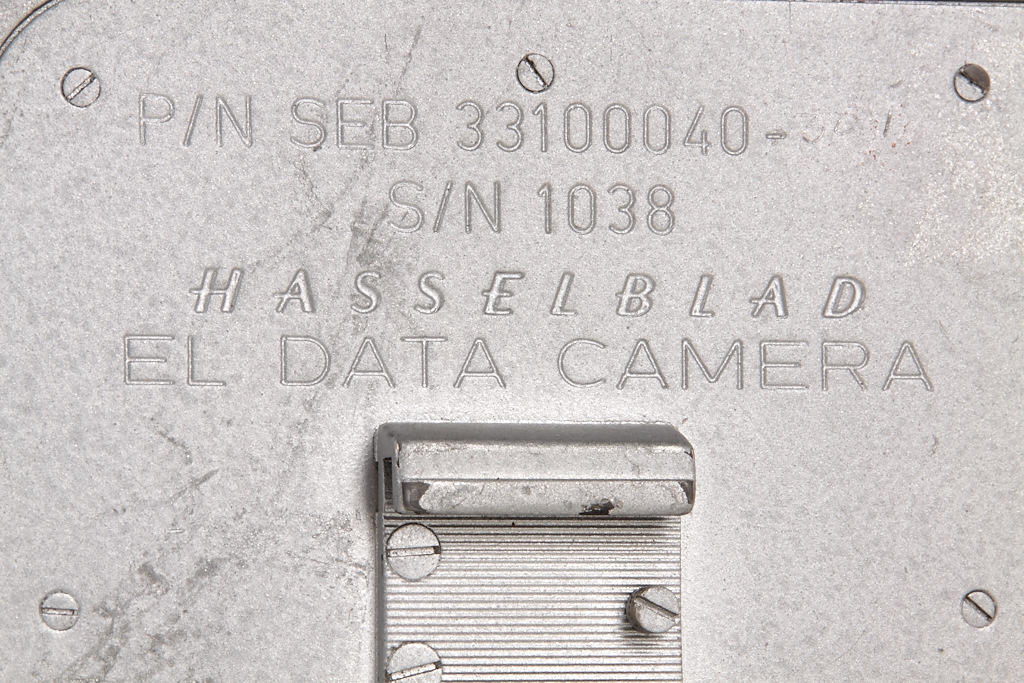 P/N SEB 33100040-
S/N 1038
HASSELBLAD
EL DATA CAMERA